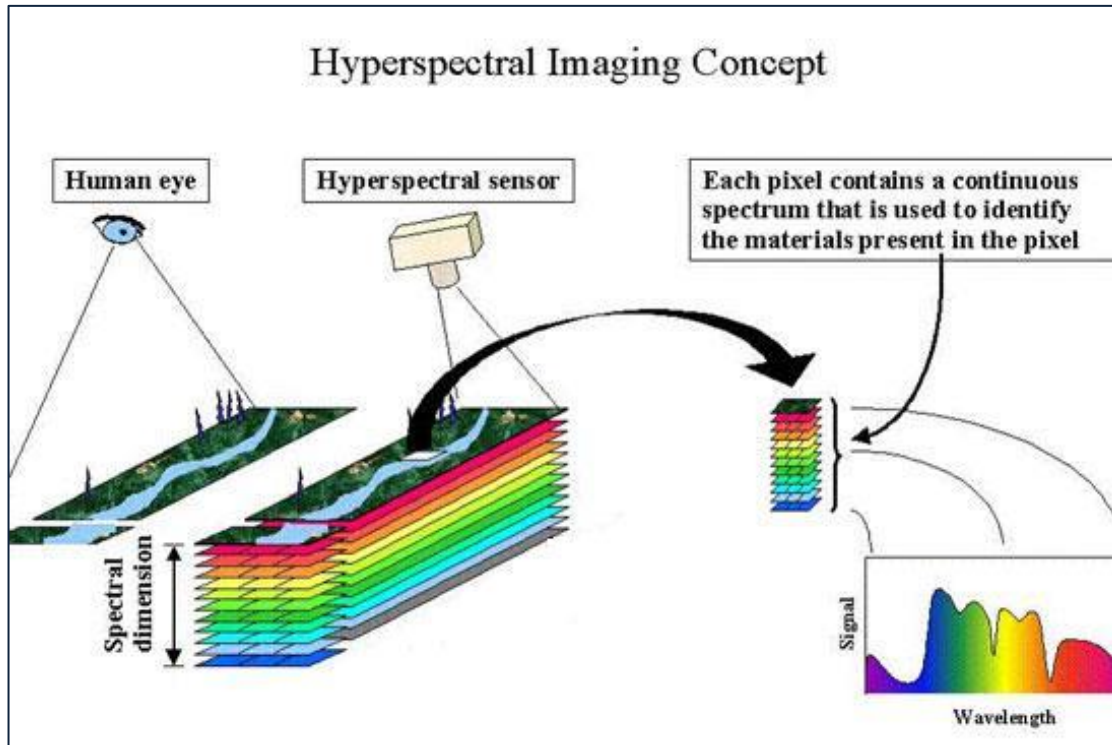 Hyperspectral Imaging Concept
Human eye
Hyperspectral sensor
Each pixel contains a continuous
spectrum that is used to identify
the materials present in the pixel
Spectral
dimension
Signal
Wavelength